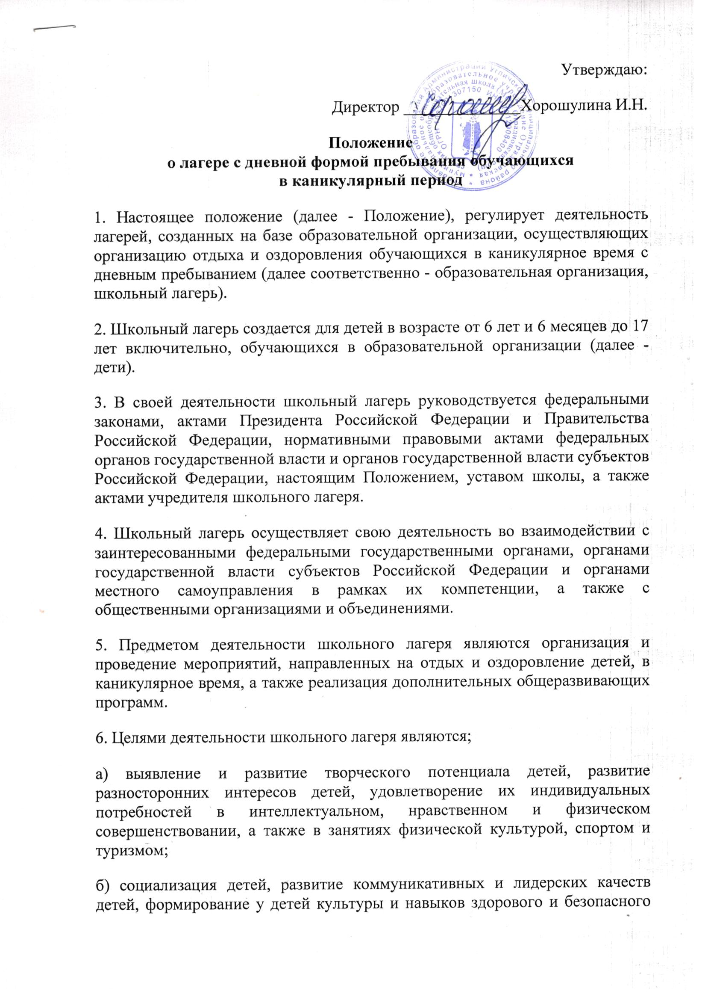 Утверждаю:
Директор ______________Хорошулина И.Н.
Положение
о лагере с дневной формой пребывания обучающихся
в каникулярный период
1. Настоящее положение (далее - Положение), регулирует деятельность
лагерей, созданных на базе образовательной организации, осуществляющих
организацию отдыха и оздоровления обучающихся в каникулярное время с
дневным пребыванием (далее соответственно - образовательная организация,
школьный лагерь).
2. Школьный лагерь создается для детей в возрасте от 6 лет и 6 месяцев до 17
лет включительно, обучающихся в образовательной организации (далее -
дети).
3. В своей деятельности школьный лагерь руководствуется федеральными
законами, актами Президента Российской Федерации и Правительства
Российской Федерации, нормативными правовыми актами федеральных
органов государственной власти и органов государственной власти субъектов
Российской Федерации, настоящим Положением, уставом школы, а также
актами учредителя школьного лагеря.
4. Школьный лагерь осуществляет свою деятельность во взаимодействии с
заинтересованными федеральными государственными органами, органами
государственной власти субъектов Российской Федерации и органами
местного самоуправления в рамках их компетенции, а также с
общественными организациями и объединениями.
5. Предметом деятельности школьного лагеря являются организация и
проведение мероприятий, направленных на отдых и оздоровление детей, в
каникулярное время, а также реализация дополнительных общеразвивающих
программ.
6. Целями деятельности школьного лагеря являются;
а) выявление и развитие творческого потенциала детей, развитие
разносторонних интересов детей, удовлетворение их индивидуальных
потребностей в интеллектуальном, нравственном и физическом
совершенствовании, а также в занятиях физической культурой, спортом и
туризмом;
б) социализация детей, развитие коммуникативных и лидерских качеств
детей, формирование у детей культуры и навыков здорового и безопасного